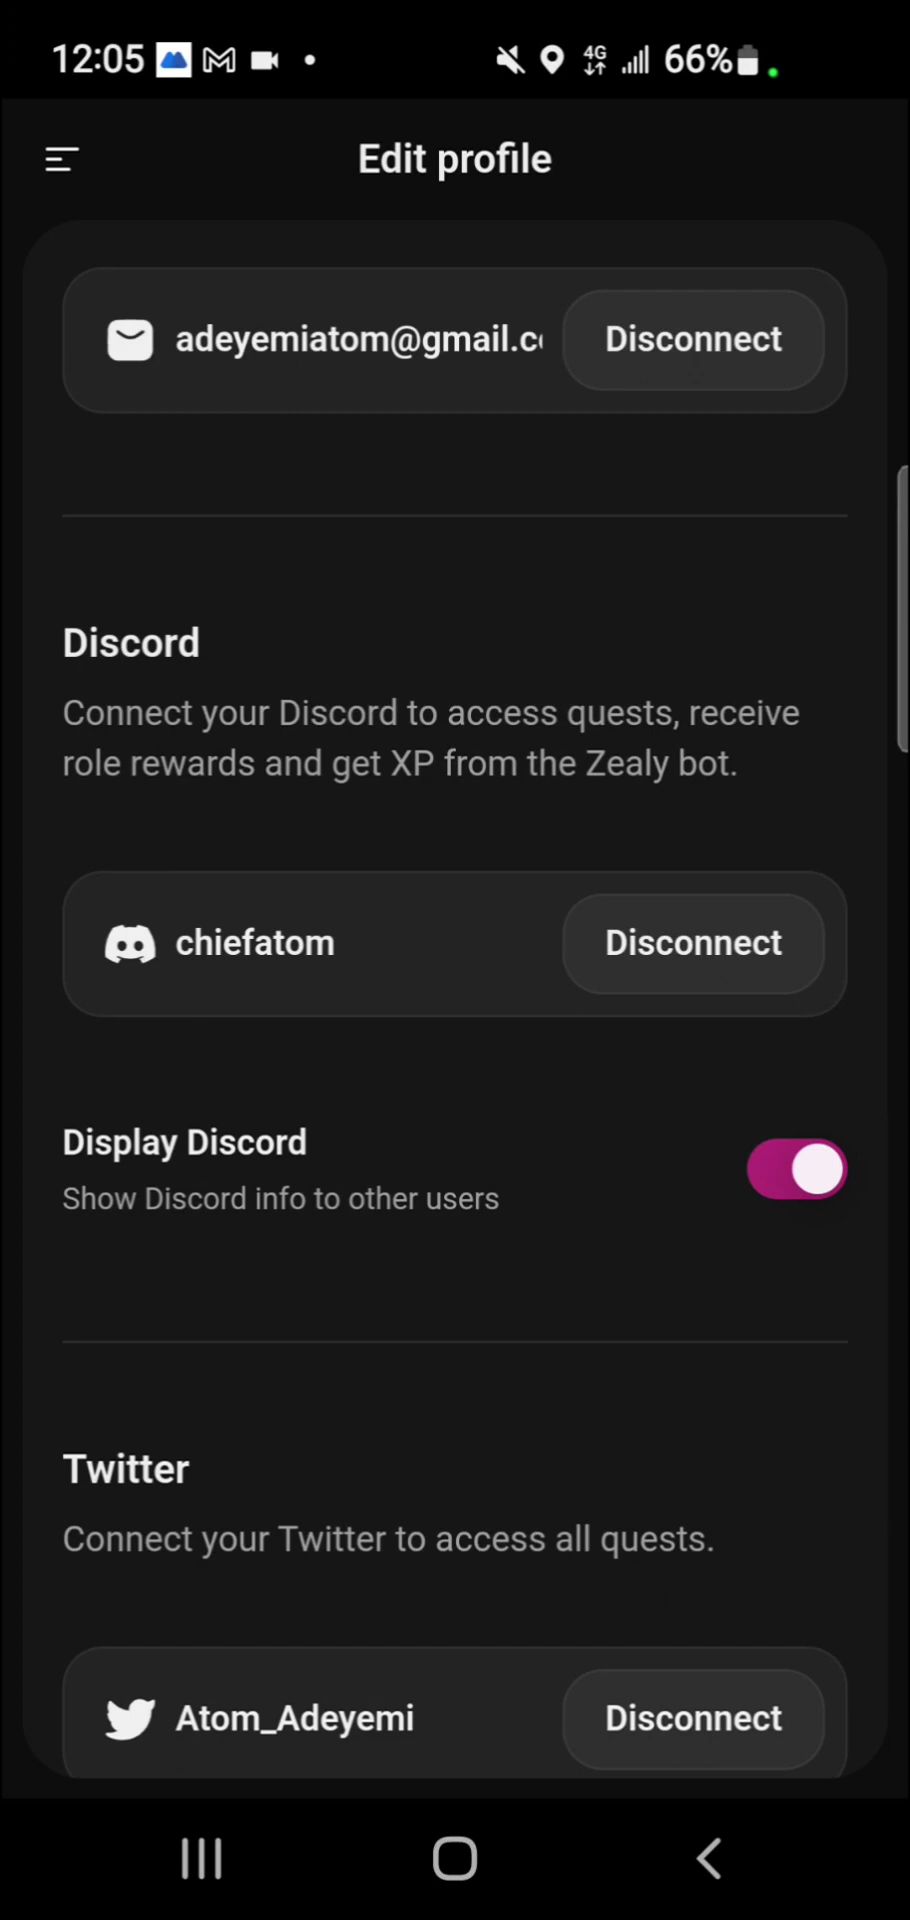 12:05
4G
66%
Edit profile
adeyemiatom@gmail.c
Disconnect
Discord
Connect your Discord to access quests, receive
role rewards and get XP from the Zealy bot.
chiefatom
Disconnect
Display Discord
Show Discord info to other users
Twitter
Connect your Twitter to access all quests.
Atom_Adeyemi
Disconnect